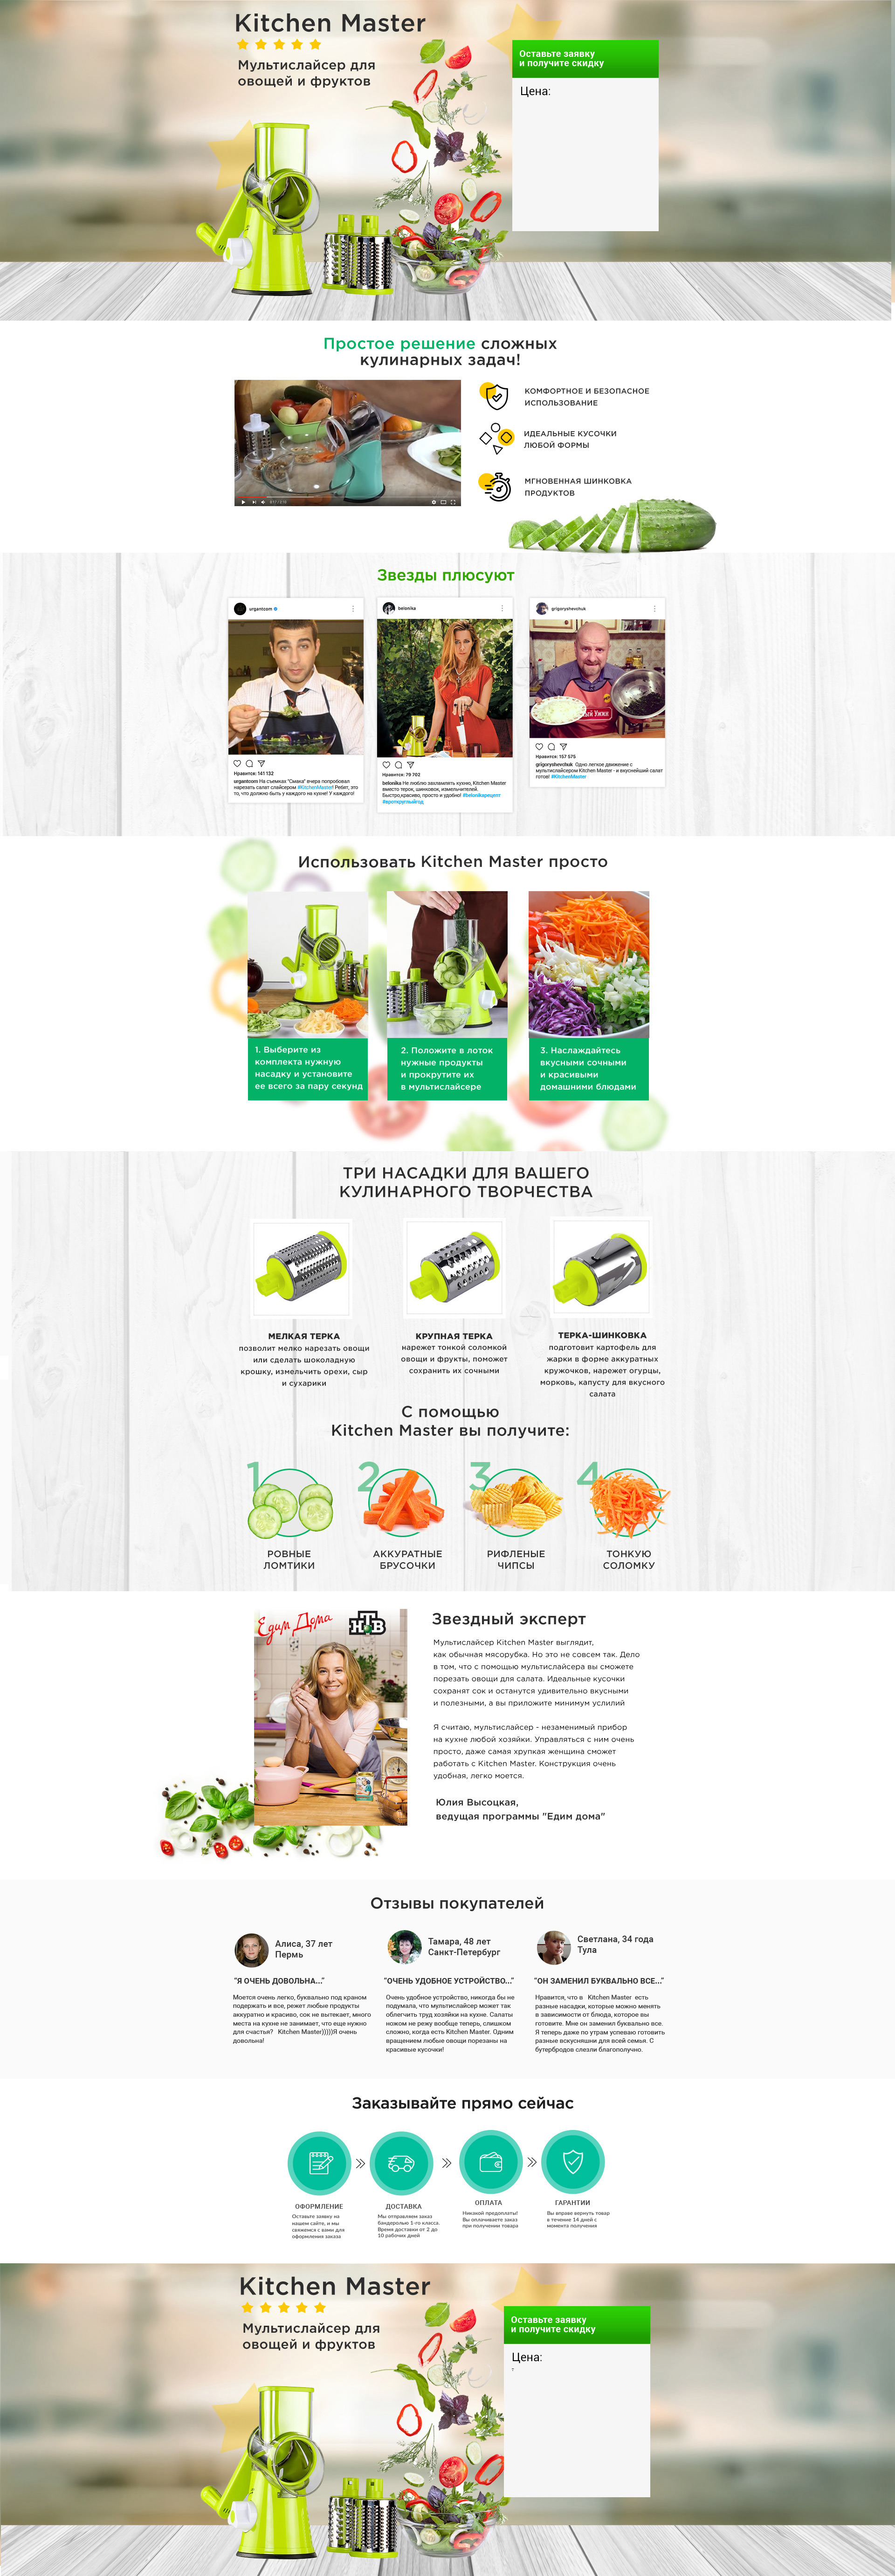 Kitchen Master
Мультислайсер для
овощей и фруктов
Оставьте заявку
и получите скидку
Цена:
Простое решение сложных
кулинарных задач!
КОМФОРТНОЕ И БЕЗОПАСНОЕ
ИСПОЛЬЗОВАНИЕ
ИДЕАЛЬНЫЕ КУСОЧКИ
ЛЮБОЙ ФОРМЫ
МГНОВЕННАЯ ШИНКОВКА
ПРОДУКТОВ
Звезды плюсуют
urgantcom
Нравится: 141 132
urgantcom На съемках "Смака" вчера попробовал
нарезать салат слайсером #KitchenMaster! Ребят, это
то, что должно быть у каждого на кухне! У каждого!
belonika
Нравится: 79 702
belonika Не люблю захламлять кухню, Kitchen Master
вместо терок, шинковок, измельчителей.
Быстро,красиво, просто и удобно! #belonikaрецепт
#яроткруглыйгод
grigoryshevchuk
ый Ужин
Нравится: 157 575
grigoryshevchuk Одно легкое движение с
мультислайсером Kitchen Master - и вкуснейший салат
готов! #KitchenMaster
Использовать Kitchen Master просто
1. Выберите из
комплекта нужную
насадку и установите
ее всего за пару секунд
2. Положите в лоток
нужные продукты
и прокрутите их
в мультислайсере
3. Наслаждайтесь
вкусными сочными
и красивыми
домашними блюдами
ТРИ НАСАДКИ ДЛЯ ВАШЕГО
КУЛИНАРНОГО ТВОРЧЕСТВА
МЕЛКАЯ ТЕРКА
позволит мелко нарезать овощи
или сделать шоколадную
крошку, измельчить орехи, сыр
и сухарики
КРУПНАЯ ТЕРКА
нарежет тонкой соломкой
овощи и фрукты, поможет
сохранить их сочными
ТЕРКА-ШИНКОВКА
подготовит картофель для
жарки в форме аккуратных
кружочков, нарежет огурцы,
морковь, капусту для вкусного
салата
С помощью
Kitchen Master вы получите:
1
РОВНЫЕ
ЛОМТИКИ
2
АККУРАТНЫЕ
БРУСОЧКИ
3
РИФЛЕНЫЕ
ЧИПСЫ
4
ТОНКУЮ
СОЛОМКУ
Едим Дома
НТВ
Звездный эксперт
Мультислайсер Kitchen Master выглядит,
как обычная мясорубка. Но это не совсем так. Дело
в том, что с помощью мультислайсера вы сможете
порезать овощи для салата. Идеальные кусочки
сохранят сок и останутся удивительно вкусными
и полезными, а вы приложите минимум услилий
Я считаю, мультислайсер - незаменимый прибор
на кухне любой хозяйки. Управляться с ним очень
просто, даже самая хрупкая женщина сможет
работать с Kitchen Master. Конструкция очень
удобная, легко моется.
Юлия Высоцкая,
ведущая программы "Едим дома"
Отзывы покупателей
Алиса, 37 лет
Пермь
"Я ОЧЕНЬ ДОВОЛЬНА..."
Моется очень легко, буквально под краном
подержать и все, режет любые продукты
аккуратно и красиво, сок не вытекает, много
места на кухне не занимает, что еще нужно
для счастья? Kitchen Master)))))Я очень
довольна!
Тамара, 48 лет
Санкт-Петербург
"ОЧЕНЬ УДОБНОЕ УСТРОЙСТВО..."
Очень удобное устройство, никогда бы не
подумала, что мультислайсер может так
облегчить труд хозяйки на кухне. Салаты
ножом не режу вообще теперь, слишком
сложно, когда есть Kitchen Master. Одним
вращением любые овощи порезаны на
красивые кусочки!
Светлана, 34 года
Тула
"ОН ЗАМЕНИЛ БУКВАЛЬНО ВСЕ..."
Нравится, что в Kitchen Master есть
разные насадки, которые можно менять
в зависимости от блюда, которое вы
готовите. Мне он заменил буквально все.
Я теперь даже по утрам успеваю готовить
разные вкусняшни для всей семьи. С
бутербродов слезли благополучно.
Заказывайте прямо сейчас
ОФОРМЛЕНИЕ
Оставьте заявку на
нашем сайте, и мы
свяжемся с вами для
оформления заказа
ДОСТАВКА
Мы отправляем заказ
бандеролью 1-го класса.
Время доставки от 2 до
10 рабочих дней
ОПЛАТА
Никакой предоплаты!
Вы оплачиваете заказ
при получении товара
ГАРАНТИИ
Вы вправе вернуть товар
в течение 14 дней с
момента получения
Kitchen Master
Мультислайсер для
овощей и фруктов
Оставьте заявку
и получите скидку
Цена: